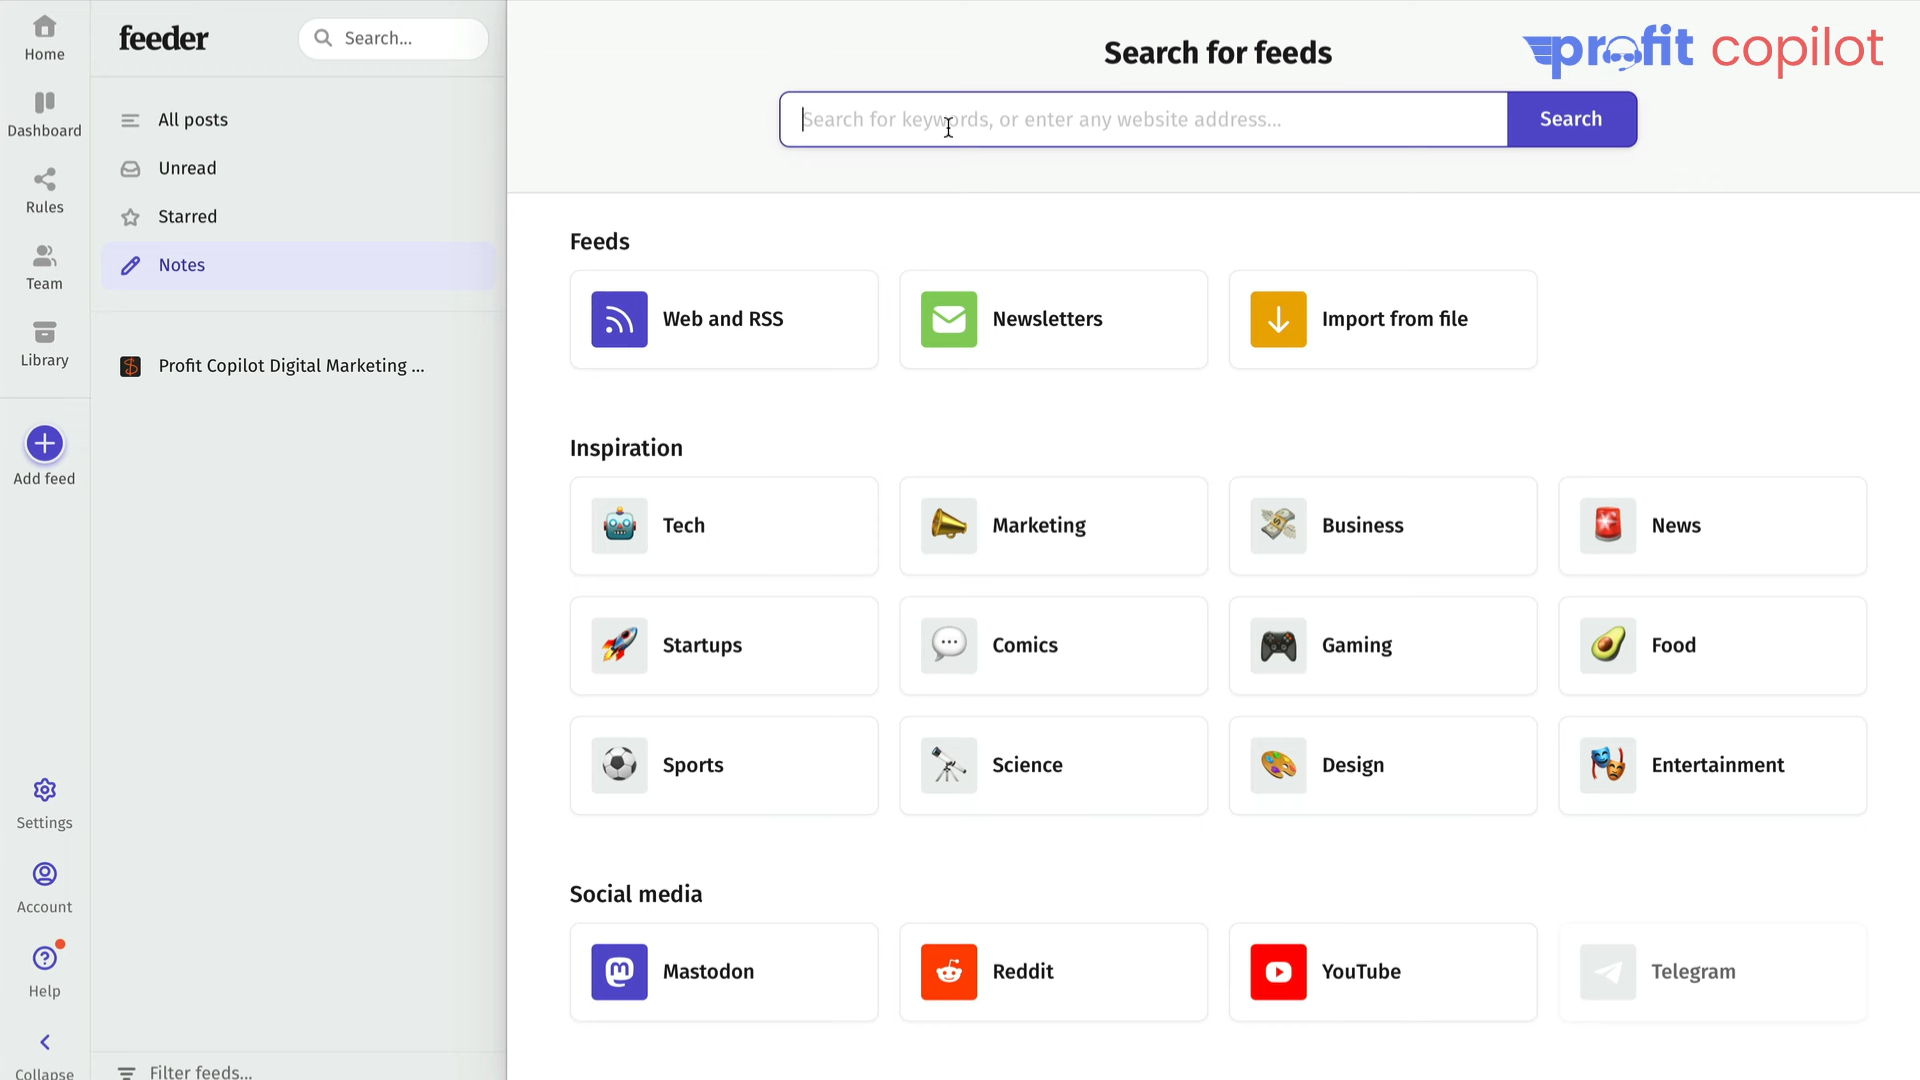 Home
Dashboard
Rules
Team
Library
Add feed
Settings
Account
Help
Collapse
feeder
Search...
All posts
Unread
Starred
Notes
Profit Copilot Digital Marketing ...
Filter feeds...
Search for feeds
profit copilot
Search for keywords, or enter any website address...
Search
Feeds
Web and RSS
Newsletters
Import from file
Inspiration
Tech
Marketing
Business
News
Startups
Comics
Gaming
Food
Sports
Science
Design
Entertainment
Social media
Mastodon
Reddit
YouTube
Telegram